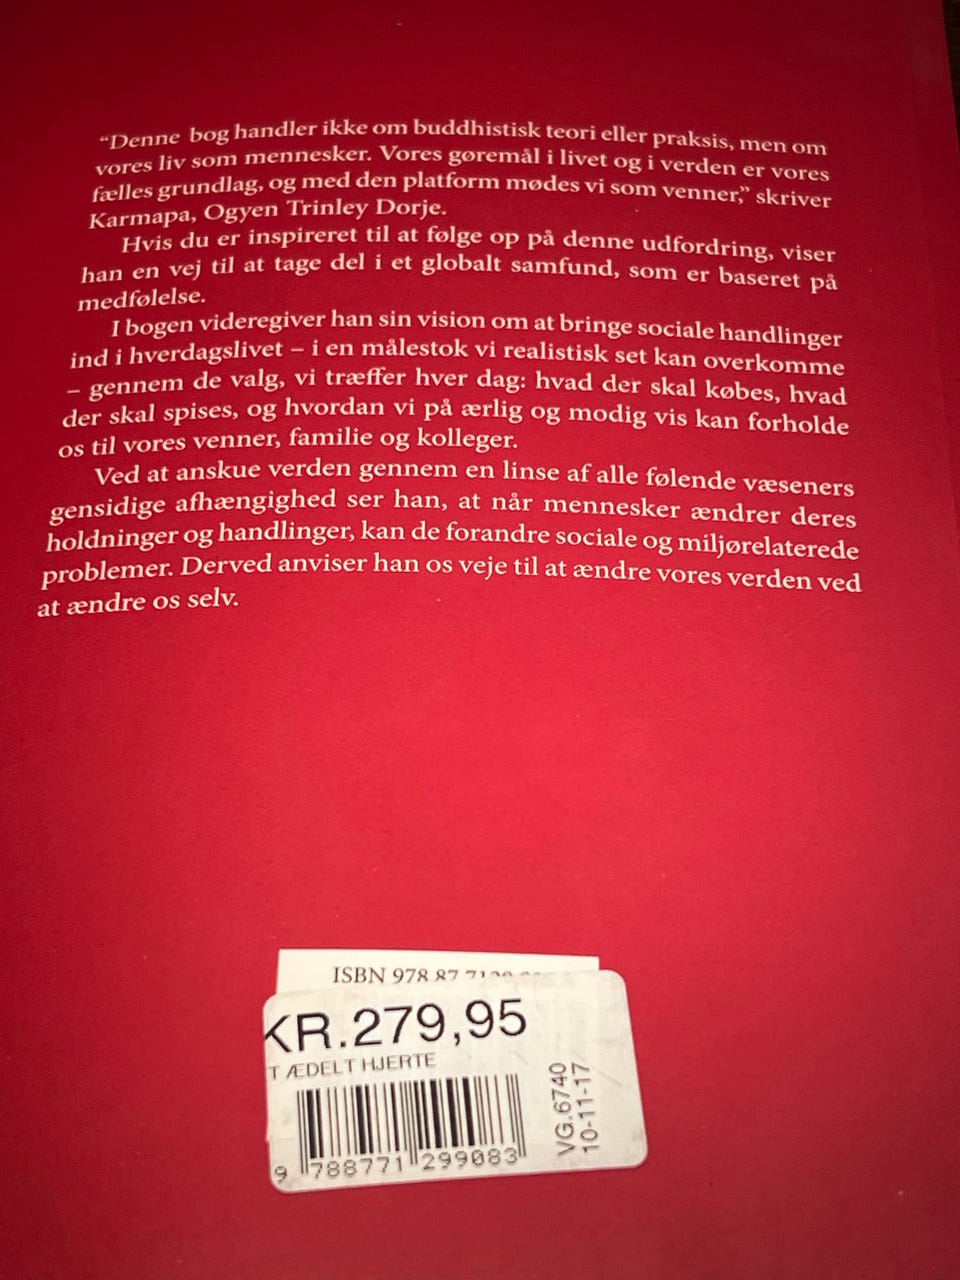 “Denne bog handler ikke om buddhistisk teori eller praksis, men om
vores liv som mennesker. Vores gøremål i livet og i verden er vores
fælles grundlag, og med den platform mødes vi som venner,” skriver
Karmapa, Ogyen Trinley Dorje.
Hvis du er inspireret til at følge op på denne udfordring, viser
han en vej til at tage del i et globalt samfund, som er baseret på
medfølelse.
I bogen videregiver han sin vision om at bringe sociale handlinger
ind i hverdagslivet – i en målestok vi realistisk set kan overkomme
– gennem de valg, vi træffer hver dag: hvad der skal købes, hvad
der skal spises, og hvordan vi på ærlig og modig vis kan forholde
os til vores venner, familie og kolleger.
Ved at anskue verden gennem en linse af alle følende væseners
gensidige afhængighed ser han, at når mennesker ændrer deres
holdninger og handlinger, kan de forandre sociale og miljørelaterede
problemer. Derved anviser han os veje til at ændre vores verden ved
at ændre os selv.
ISBN 978 87
KR.279,95
T ÆDELT HJERTE
9 788771 299083
VG.6740
10-11-17